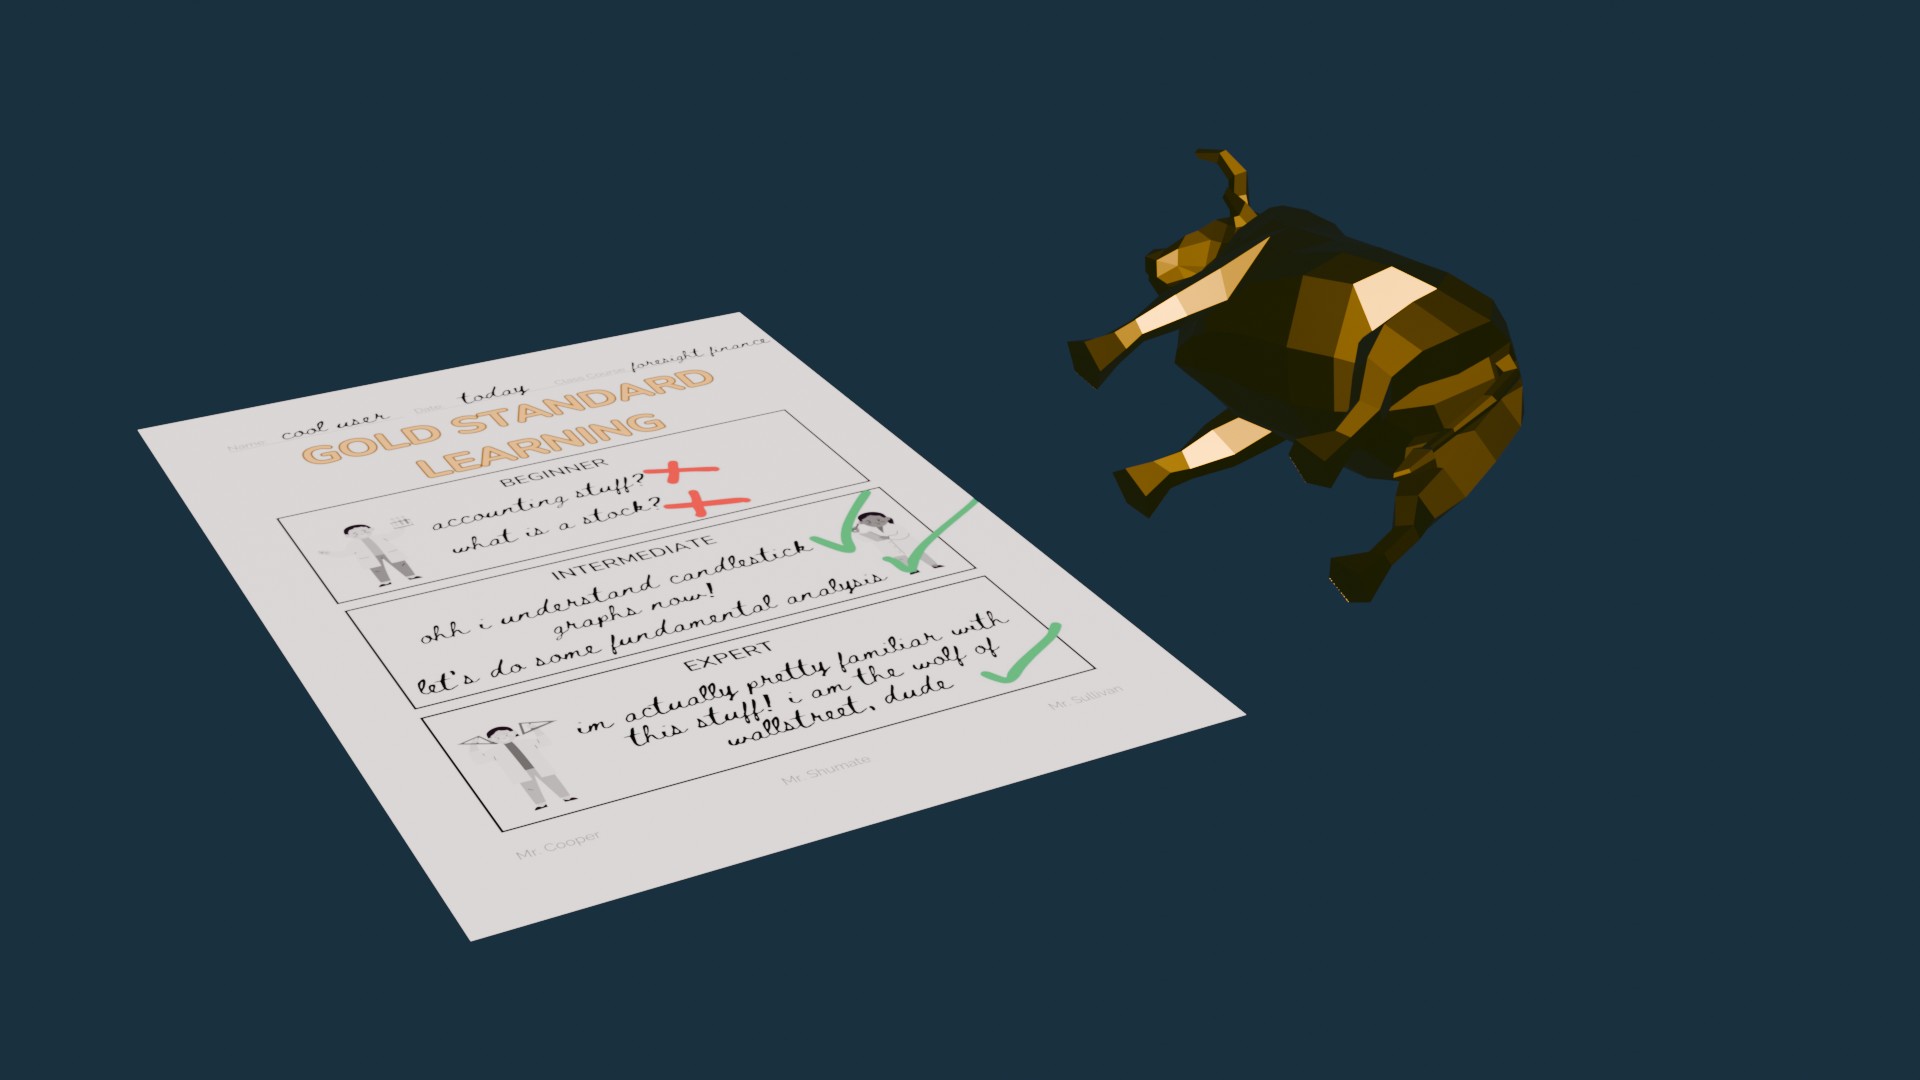 Name: cool user Date: today Class Course: foresight finance
GOLD STANDARD
LEARNING
BEGINNER
accounting stuff?
what is a stock?
INTERMEDIATE
ohh i understand candlestick
graphs now!
let's do some fundamental analysis
EXPERT
im actually pretty familiar with
this stuff! i am the wolf of
wallstreet, dude
Mr. Cooper Mr. Shumate Mr. Sullivan